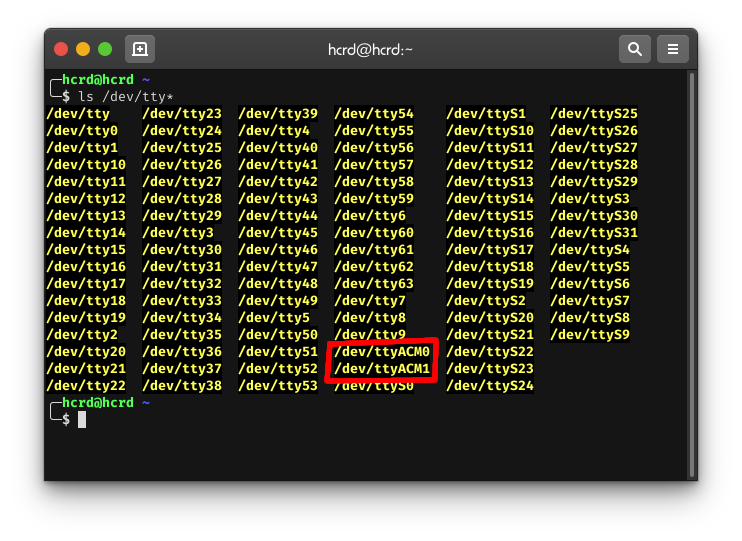 hcrd@hcrd:~
hcrd@hcrd ~
$ ls /dev/tty*
/dev/tty /dev/tty23 /dev/tty39 /dev/tty54 /dev/ttyS1 /dev/ttyS25
/dev/tty0 /dev/tty24 /dev/tty4 /dev/tty55 /dev/ttyS10 /dev/ttyS26
/dev/tty1 /dev/tty25 /dev/tty40 /dev/tty56 /dev/ttyS11 /dev/ttyS27
/dev/tty10 /dev/tty26 /dev/tty41 /dev/tty57 /dev/ttyS12 /dev/ttyS28
/dev/tty11 /dev/tty27 /dev/tty42 /dev/tty58 /dev/ttyS13 /dev/ttyS29
/dev/tty12 /dev/tty28 /dev/tty43 /dev/tty59 /dev/ttyS14 /dev/ttyS3
/dev/tty13 /dev/tty29 /dev/tty44 /dev/tty6 /dev/ttyS15 /dev/ttyS30
/dev/tty14 /dev/tty3 /dev/tty45 /dev/tty60 /dev/ttyS16 /dev/ttyS31
/dev/tty15 /dev/tty30 /dev/tty46 /dev/tty61 /dev/ttyS17 /dev/ttyS4
/dev/tty16 /dev/tty31 /dev/tty47 /dev/tty62 /dev/ttyS18 /dev/ttyS5
/dev/tty17 /dev/tty32 /dev/tty48 /dev/tty63 /dev/ttyS19 /dev/ttyS6
/dev/tty18 /dev/tty33 /dev/tty49 /dev/tty7 /dev/ttyS2 /dev/ttyS7
/dev/tty19 /dev/tty34 /dev/tty5 /dev/tty8 /dev/ttyS20 /dev/ttyS8
/dev/tty2 /dev/tty35 /dev/tty50 /dev/tty9 /dev/ttyS21 /dev/ttyS9
/dev/tty20 /dev/tty36 /dev/tty51 /dev/ttyACM0 /dev/ttyS22
/dev/tty21 /dev/tty37 /dev/tty52 /dev/ttyACM1 /dev/ttyS23
/dev/tty22 /dev/tty38 /dev/tty53 /dev/ttyS0 /dev/ttyS24
hcrd@hcrd ~
$